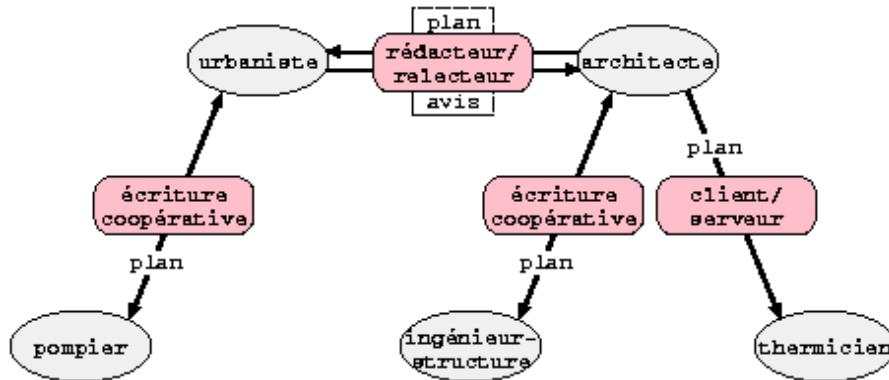 plan
urbaniste
rédacteur/
relecteur
architecte
avis
plan
écriture
coopérative
écriture
coopérative
client/
serveur
plan
plan
pompier
ingénieur-
structure
thermicien